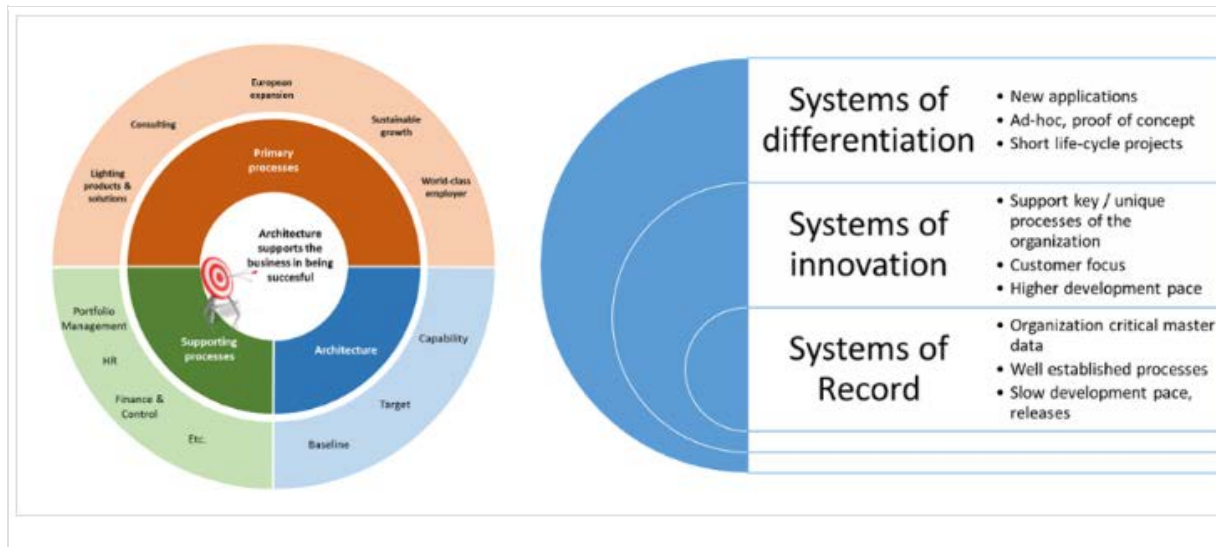 European
expansion
Consulting
Sustainable
growth
Lighting
products &
solutions
World-class
employer
Primary
processes
Architecture
supports the
business in being
succesful
Portfolio
Management
HR
Finance &
Control
Etc.
Supporting
processes
Architecture
Capability
Target
Baseline
Systems of
differentiation
• New applications
• Ad-hoc, proof of concept
• Short life-cycle projects
Systems of
innovation
• Support key / unique
processes of the
organization
• Customer focus
• Higher development pace
Systems of
Record
• Organization critical master
data
• Well established processes
• Slow development pace,
releases